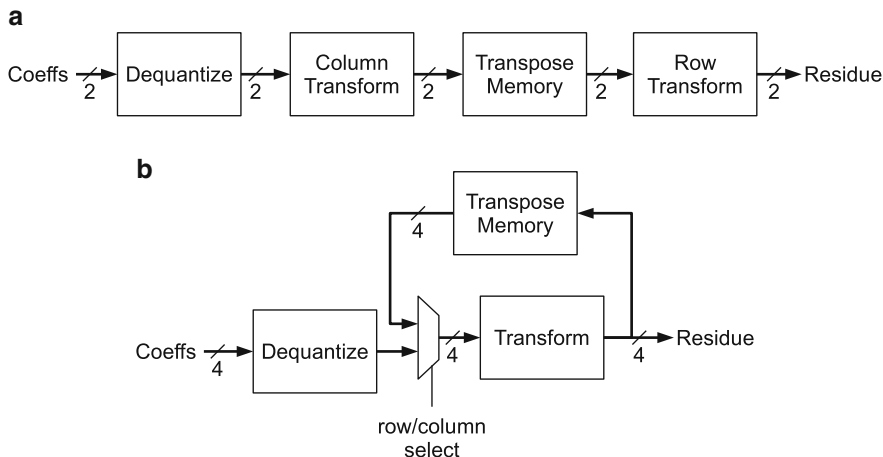 a
Coeffs
2
Dequantize
2
Column
Transform
2
Transpose
Memory
2
Row
Transform
2
Residue
b
Transpose
Memory
4
Coeffs
4
Dequantize
4
Transform
4
Residue
row/column
select